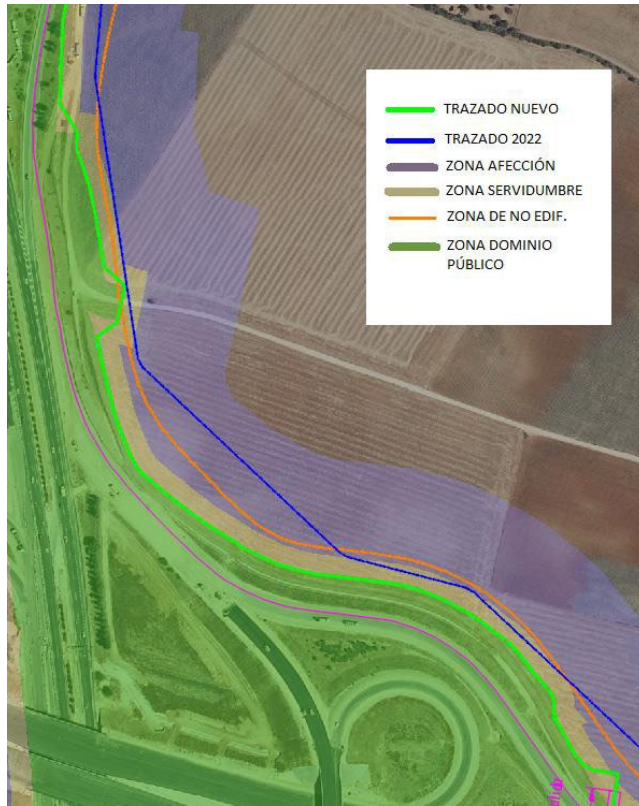 TRAZADO NUEVO
TRAZADO 2022
ZONA AFECCIÓN
ZONA SERVIDUMBRE
ZONA DE NO EDIF.
ZONA DOMINIO
PÚBLICO